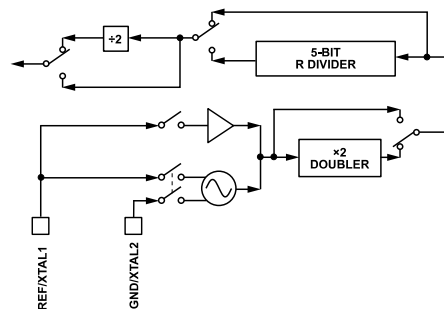 ÷2
5-BIT
R DIVIDER
×2
DOUBLER
REF/XTAL1
GND/XTAL2